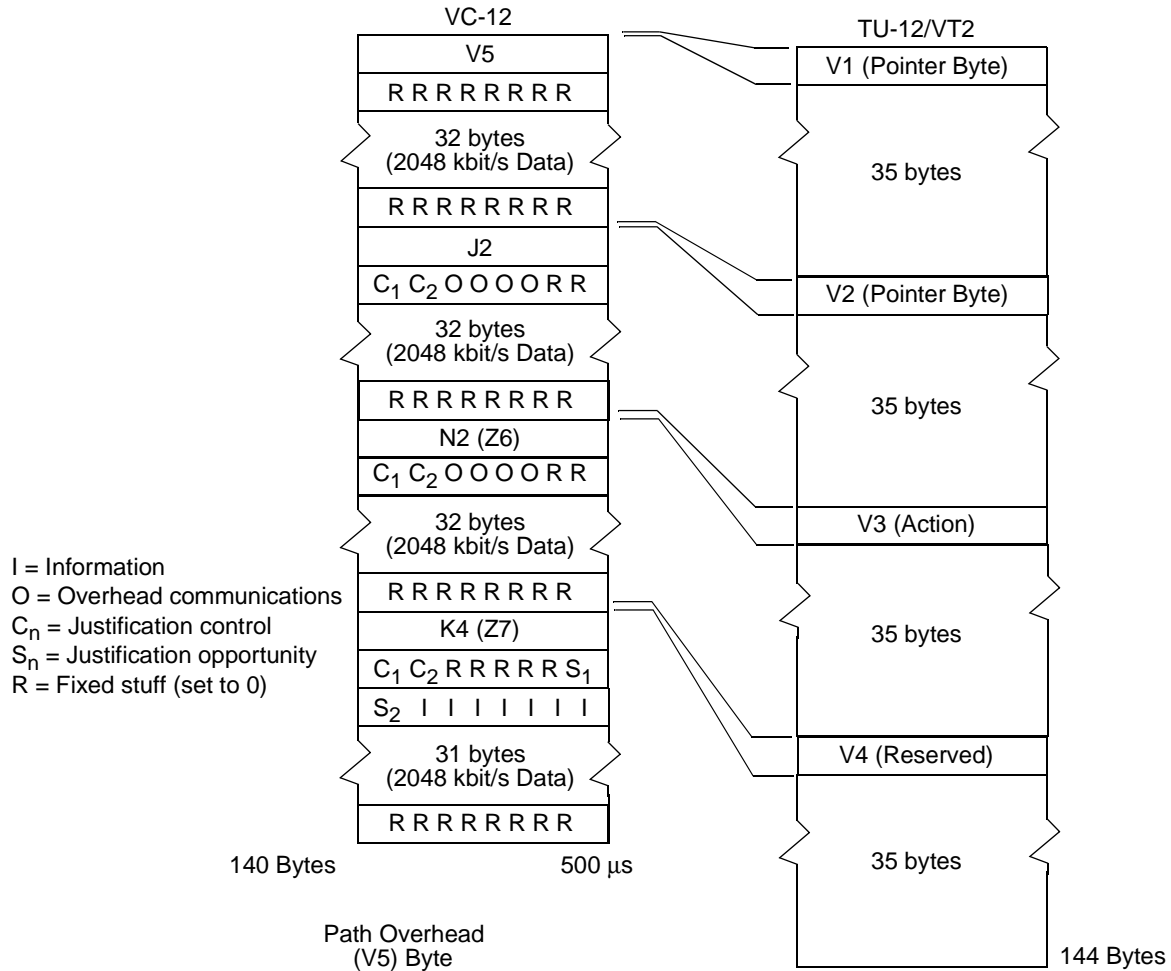 VC-12
V5
R R R R R R R R
32 bytes
(2048 kbit/s Data)
R R R R R R R R
J2
C1 C2 O O O O R R
32 bytes
(2048 kbit/s Data)
R R R R R R R R
N2 (Z6)
C1 C2 O O O O R R
32 bytes
(2048 kbit/s Data)
R R R R R R R R
K4 (Z7)
C1 C2 R R R R R S1
S2 I I I I I I I
31 bytes
(2048 kbit/s Data)
R R R R R R R R
140 Bytes
500 µs
Path Overhead
(V5) Byte
I = Information
O = Overhead communications
Cn = Justification control
Sn = Justification opportunity
R = Fixed stuff (set to 0)
TU-12/VT2
V1 (Pointer Byte)
35 bytes
V2 (Pointer Byte)
35 bytes
V3 (Action)
35 bytes
V4 (Reserved)
35 bytes
144 Bytes